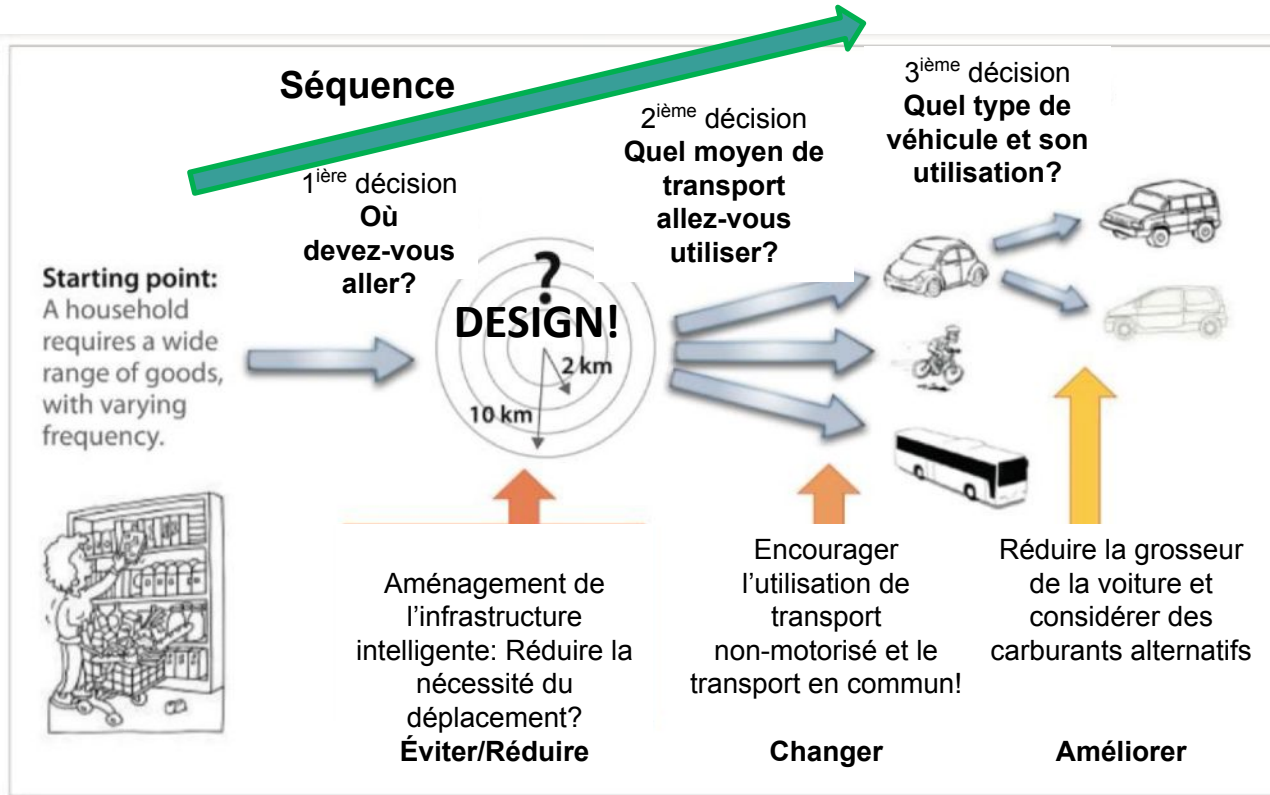 Séquence
1ière décision
Où
devez-vous
aller?
2ième décision
Quel moyen de
transport
allez-vous
utiliser?
3ième décision
Quel type de
véhicule et son
utilisation?
Starting point:
A household
requires a wide
range of goods,
with varying
frequency.
?
DESIGN!
2 km
10 km
Aménagement de
l'infrastructure
intelligente: Réduire la
nécessité du
déplacement?
Éviter/Réduire
Encourager
l'utilisation de
transport
non-motorisé et le
transport en commun!
Changer
Réduire la grosseur
de la voiture et
considérer des
carburants alternatifs
Améliorer